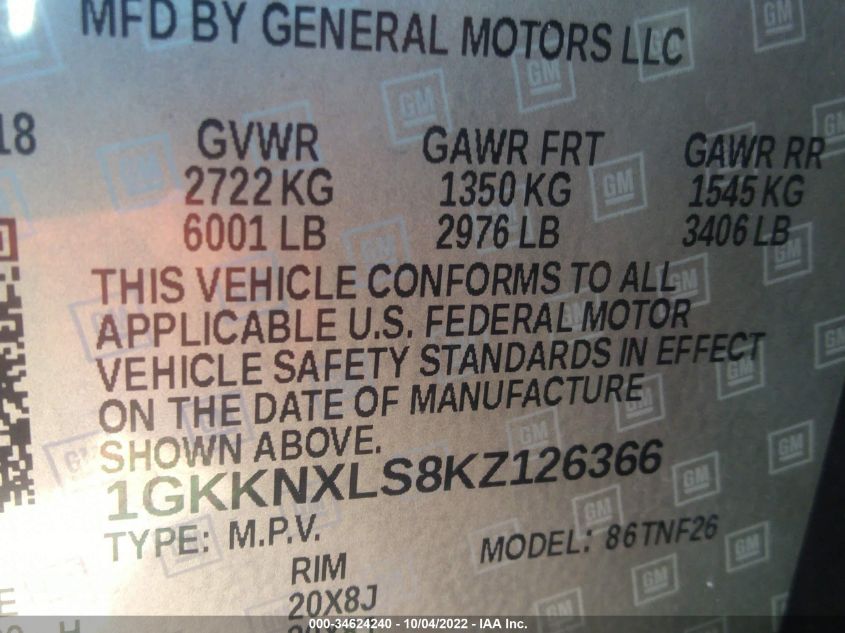 MFD BY GENERAL MOTORS LLC
18 GVWR GAWR FRT GAWR RR
2722 KG 1350 KG 1545 KG
6001 LB 2976 LB 3406 LB
THIS VEHICLE CONFORMS TO ALL
APPLICABLE U.S. FEDERAL MOTOR
VEHICLE SAFETY STANDARDS IN EFFECT
ON THE DATE OF MANUFACTURE
SHOWN ABOVE.
1GKKNXLS8KZ126366
TYPE: M.P.V. MODEL: 86TNF26
RIM
E 20X8J
000-34624240 - 10/04/2022 - IAA Inc.